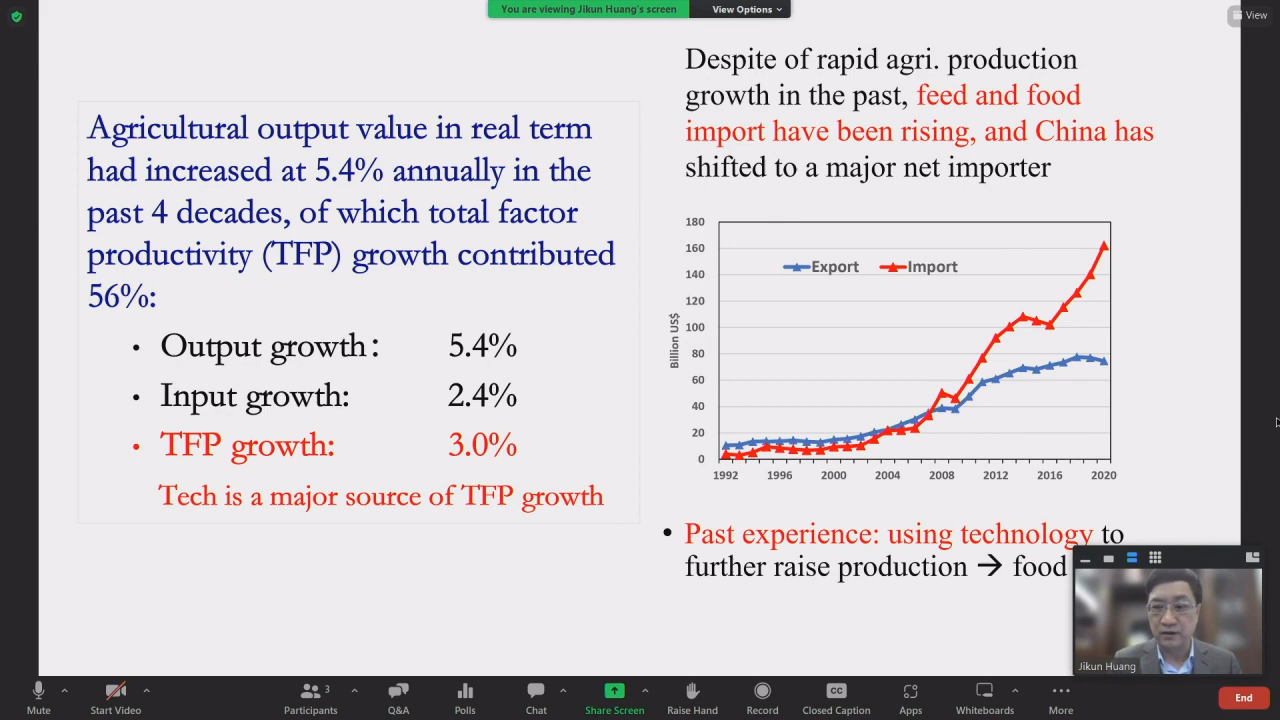 You are viewing Jikun Huang's screen
View Options
View
Agricultural output value in real term
had increased at 5.4% annually in the
past 4 decades, of which total factor
productivity (TFP) growth contributed
56%:
• Output growth: 5.4%
• Input growth: 2.4%
• TFP growth: 3.0%
Tech is a major source of TFP growth
Despite of rapid agri. production
growth in the past, feed and food
import have been rising, and China has
shifted to a major net importer
Billion US$
180
160
140
120
100
80
60
40
20
0
Export Import
1992 1996 2000 2004 2008 2012 2016 2020
• Past experience: using technology to
further raise production → food
Jikun Huang
Mute
Start Video
3
Participants
Q&A
Polls
Chat
Share Screen
Raise Hand
Record
CC
Closed Caption
Apps
Whiteboards
More
End